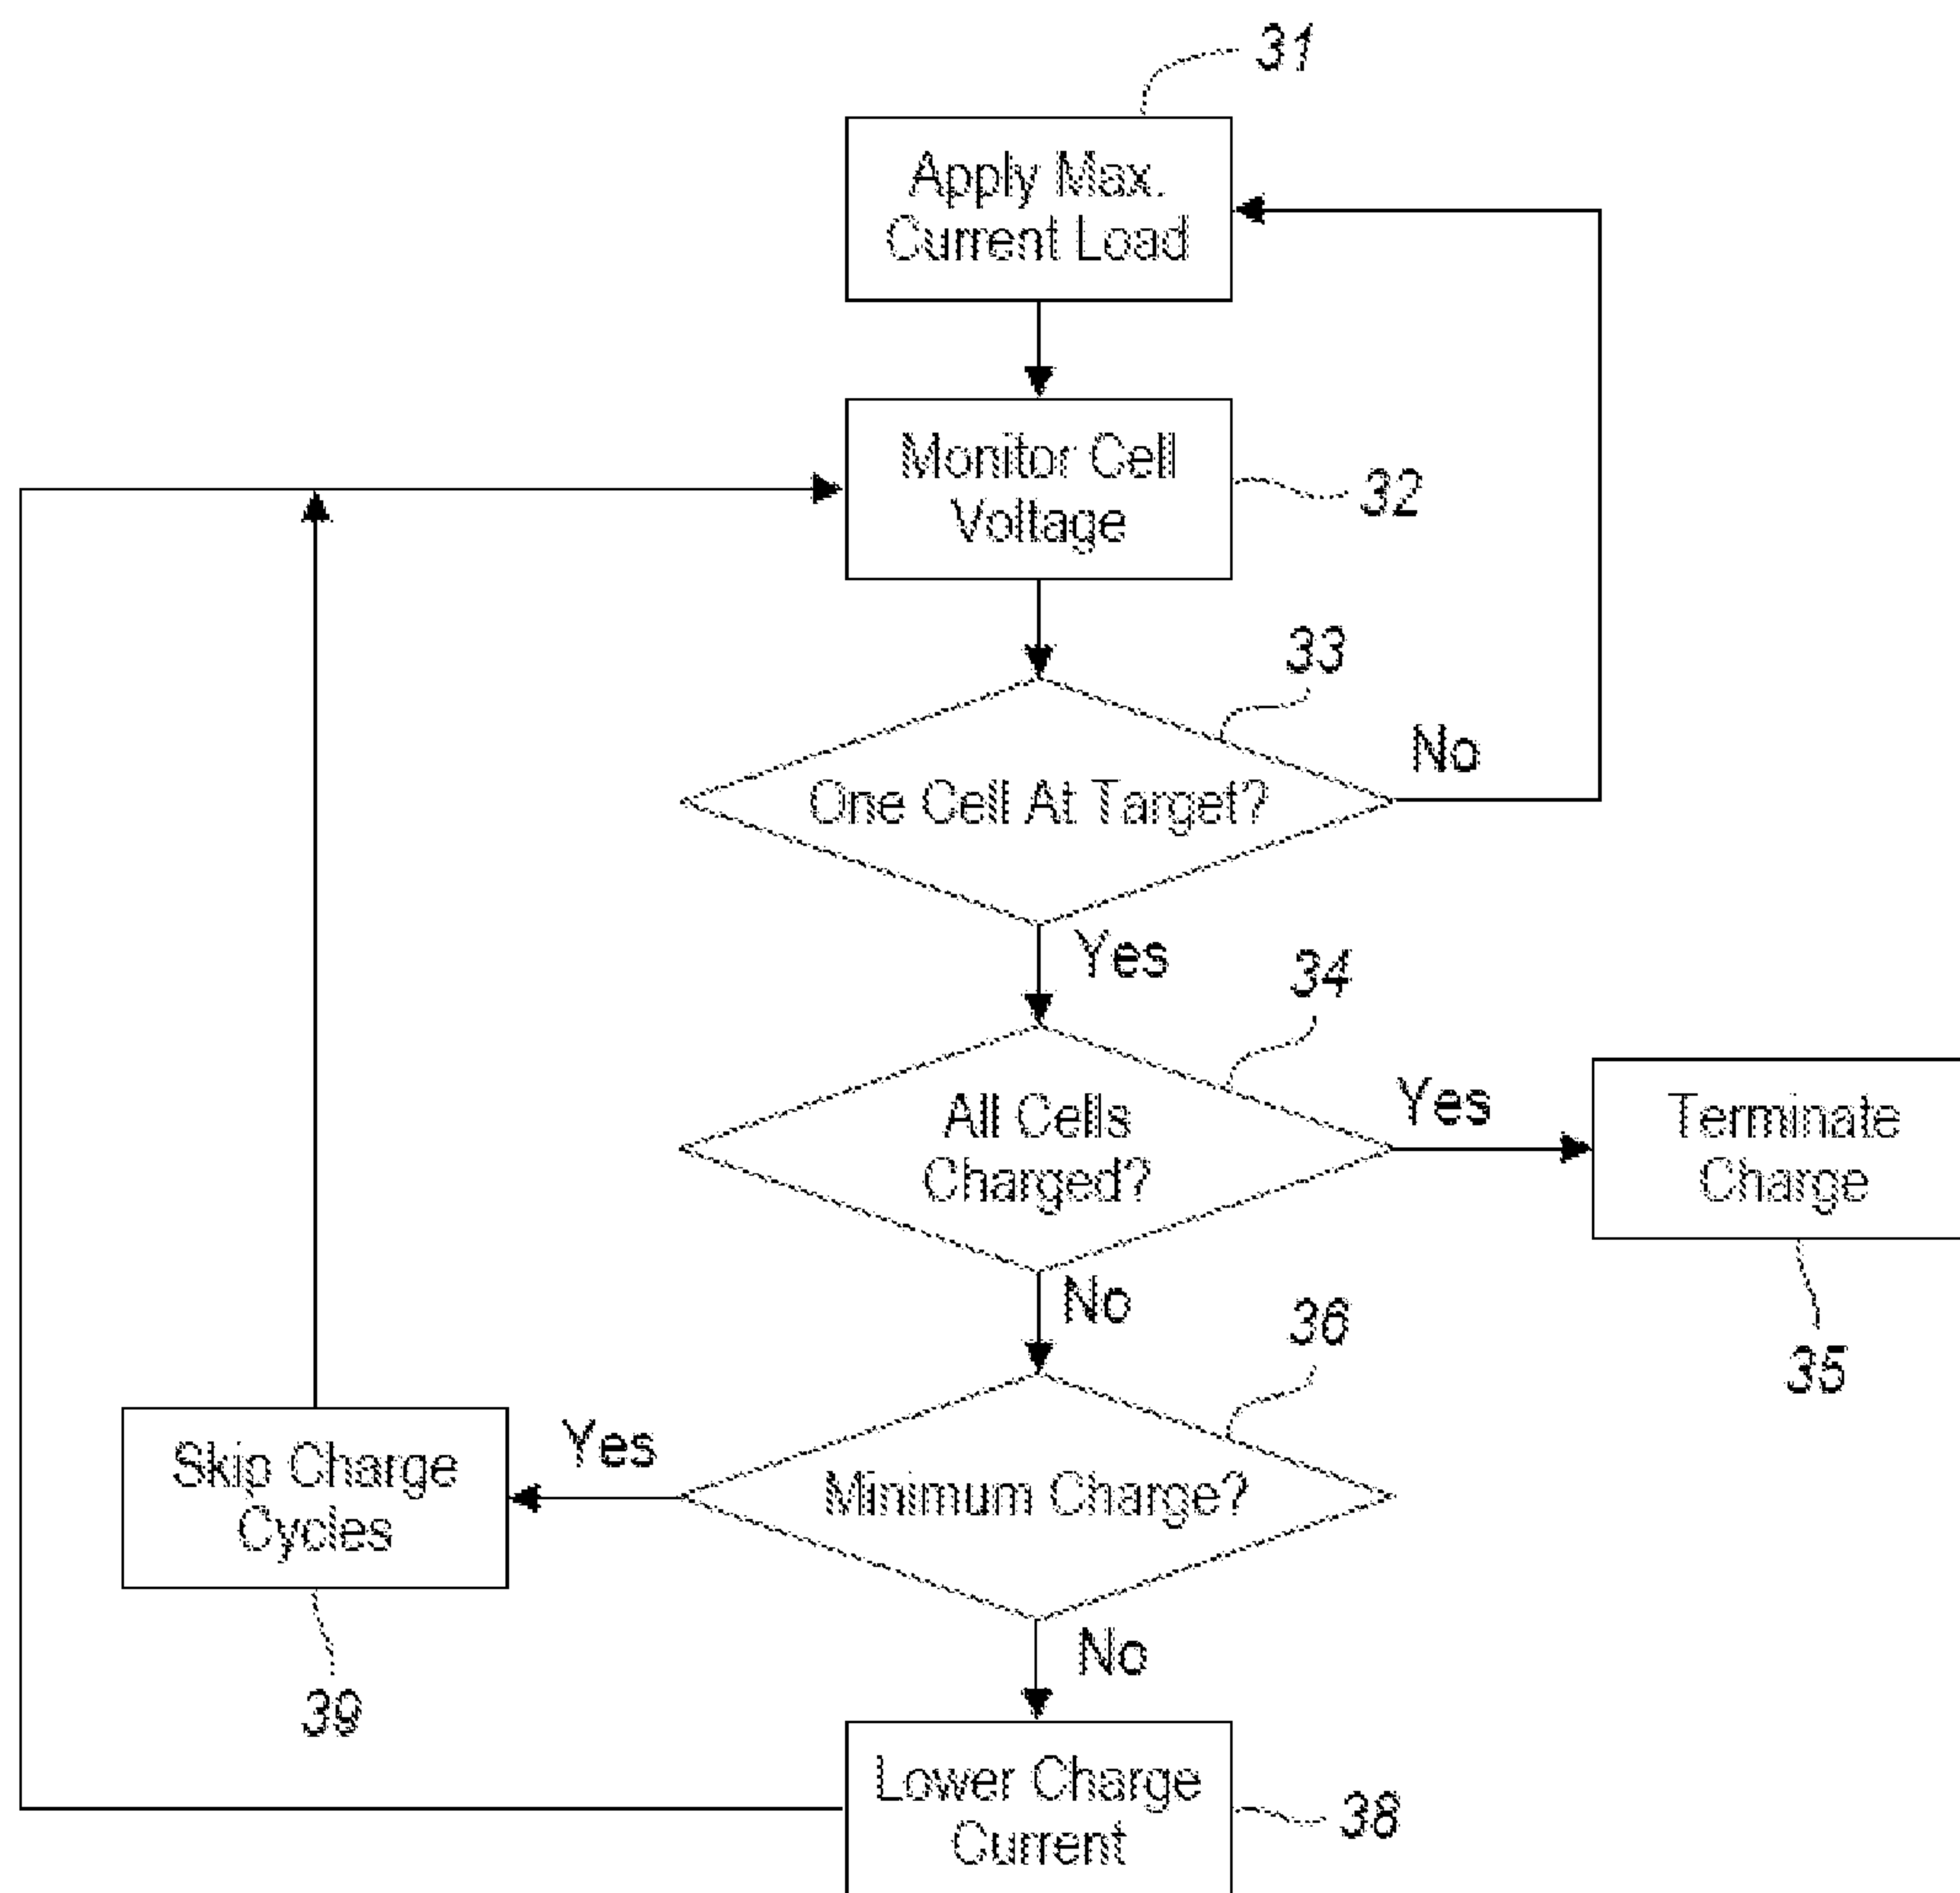 31
Apply Max.
Current Load
Monitor Cell
Voltage
32
33
One Cell At Target?
No
Yes
34
All Cells
Charged?
Yes
Terminate
Charge
35
No
36
Minimum Charge?
Yes
Skip Charge
Cycles
39
No
Lower Charge
Current
38